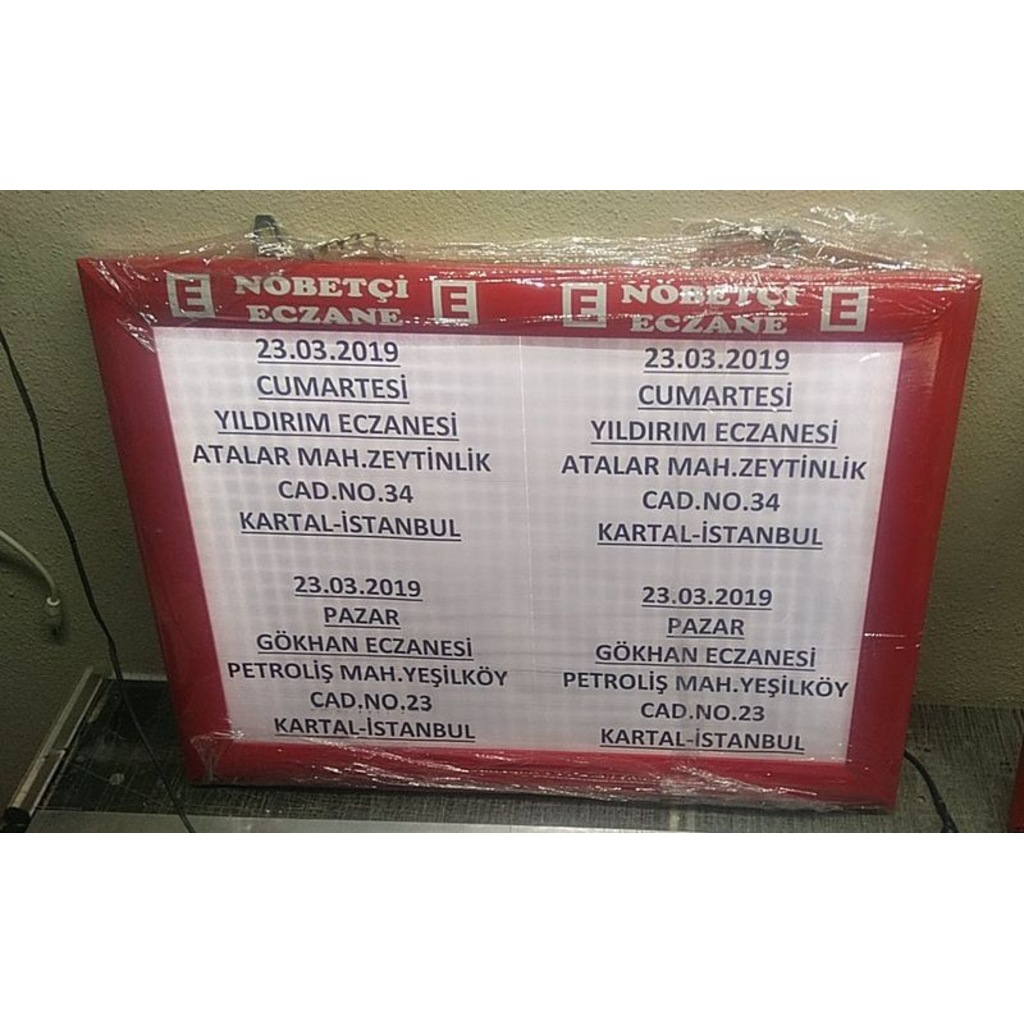 E NÖBETÇİ E
ECZANE
23.03.2019
CUMARTESİ
YILDIRIM ECZANESİ
ATALAR MAH.ZEYTİNLİK
CAD.NO.34
KARTAL-İSTANBUL
23.03.2019
PAZAR
GÖKHAN ECZANESİ
PETROLİŞ MAH.YEŞİLKÖY
CAD.NO.23
KARTAL-İSTANBUL
E NÖBETÇİ E
ECZANE
23.03.2019
CUMARTESİ
YILDIRIM ECZANESİ
ATALAR MAH.ZEYTİNLİK
CAD.NO.34
KARTAL-İSTANBUL
23.03.2019
PAZAR
GÖKHAN ECZANESİ
PETROLİŞ MAH.YEŞİLKÖY
CAD.NO.23
KARTAL-İSTANBUL